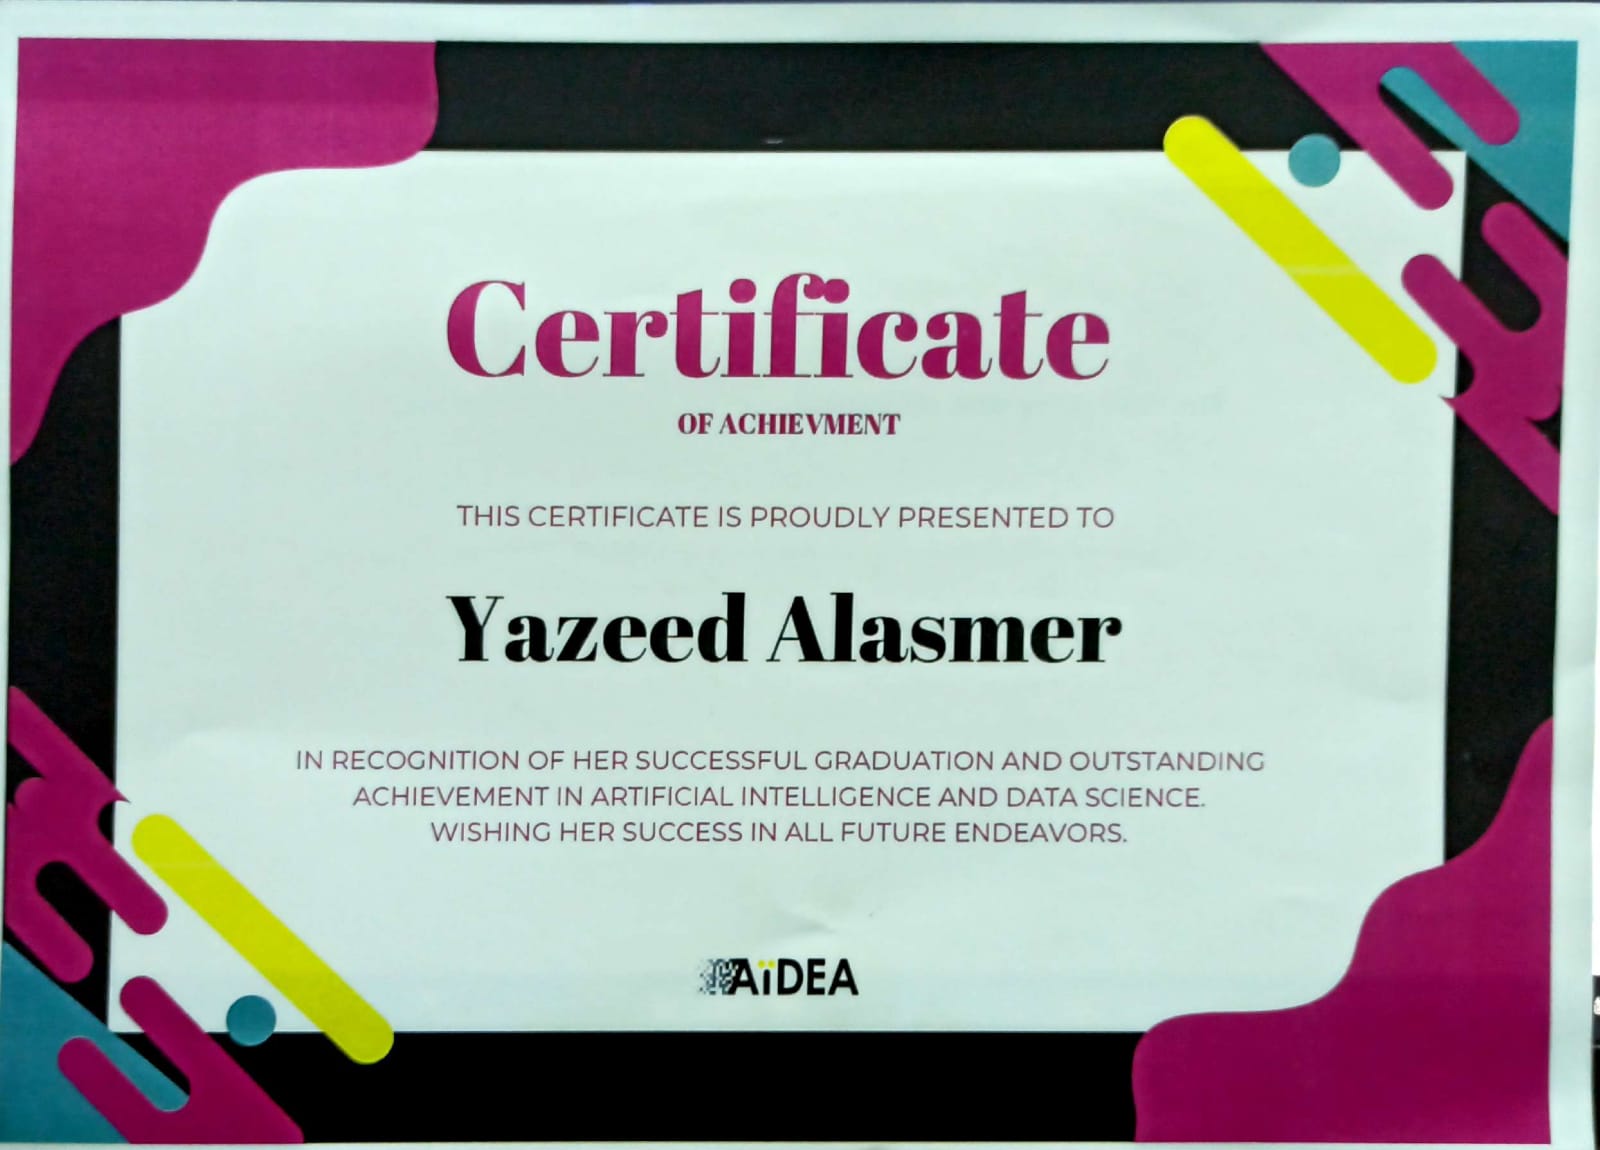 Certificate
OF ACHIEVMENT
THIS CERTIFICATE IS PROUDLY PRESENTED TO
Yazeed Alasmer
IN RECOGNITION OF HER SUCCESSFUL GRADUATION AND OUTSTANDING
ACHIEVEMENT IN ARTIFICIAL INTELLIGENCE AND DATA SCIENCE.
WISHING HER SUCCESS IN ALL FUTURE ENDEAVORS.
AïDEA